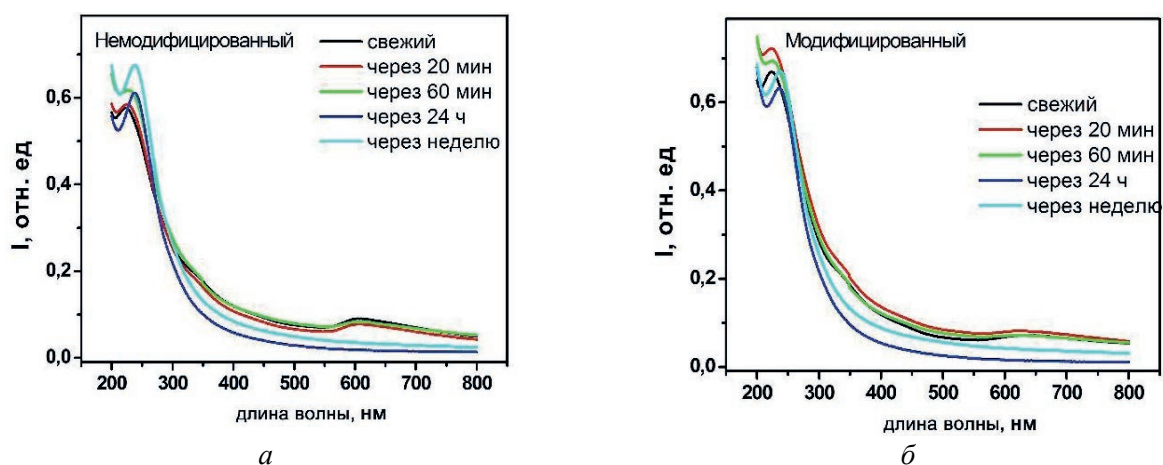 Немодифицированный
свежий
через 20 мин
через 60 мин
через 24 ч
через неделю
I, отн. ед
0,6
0,4
0,2
0,0
200 300 400 500 600 700 800
длина волны, нм
а
Модифицированный
свежий
через 20 мин
через 60 мин
через 24 ч
через неделю
I, отн. ед
0,6
0,4
0,2
0,0
200 300 400 500 600 700 800
длина волны, нм
б